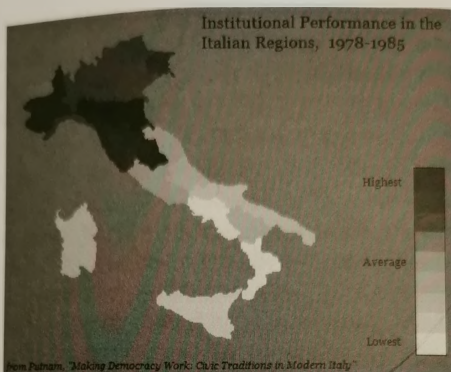 Institutional Performance in the
Italian Regions, 1978-1985
Highest
Average
Lowest
from Putnam, "Making Democracy Work: Civic Traditions in Modern Italy"